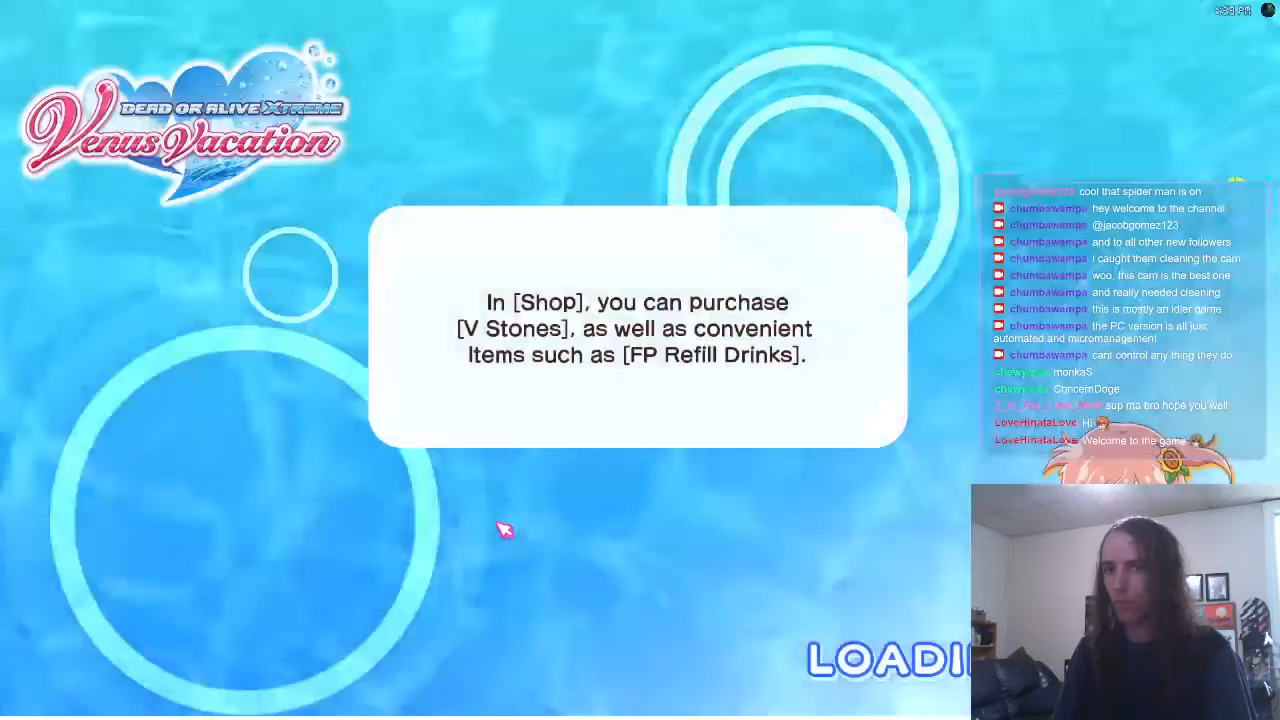 DEAD OR ALIVE XTREME
Venus Vacation
In [Shop], you can purchase
[V Stones], as well as convenient
Items such as [FP Refill Drinks].
LOADI
cool that spider man is on
chumbawampa hey welcome to the channel
chumbawampa @jacobgomez123
chumbawampa and to all other new followers
chumbawampa I caught them cleaning the cam
chumbawampa woo, this cam is the best one
chumbawampa and really needed cleaning
chumbawampa this is mostly an idler game
chumbawampa the PC version is all just
automated and micromanagement
chumbawampa cant control any thing they do
monkaS
ConcernDoge
sup ma bro hope you well
LoveHinataLove Hi
LoveHinataLove Welcome to the game